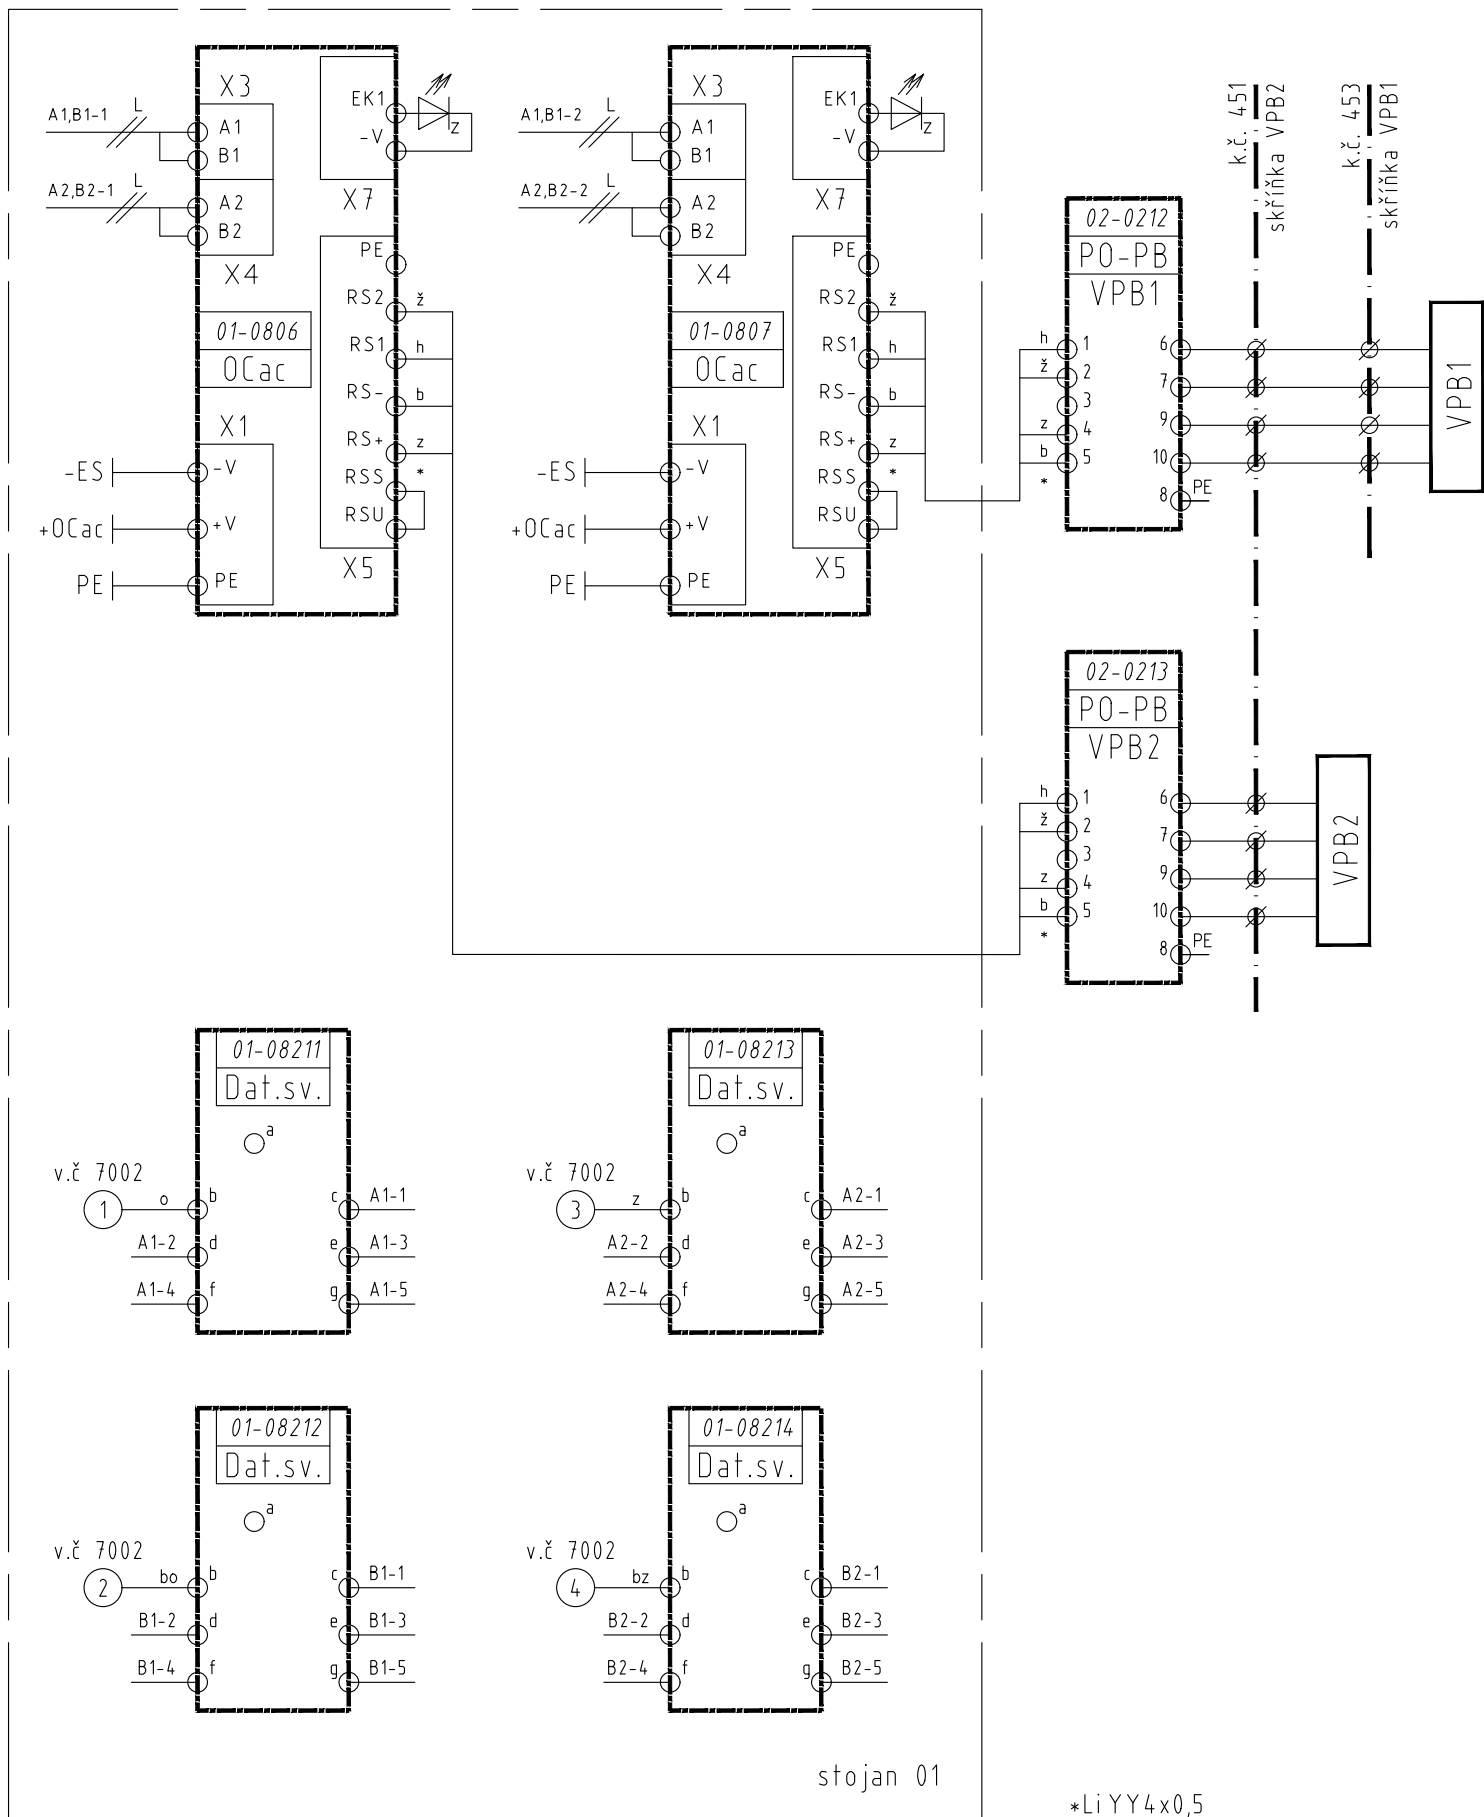 X3
A1,B1-1
L
A1
B1
A2,B2-1
L
A2
B2
X4
EK1
-V
z
X7
PE
RS2
ž
RS1
h
RS-
b
RS+
z
RSS
*
RSU
X5
01-0806
OCac
X1
-ES
-V
+OCac
+V
PE
PE
X3
A1,B1-2
L
A1
B1
A2,B2-2
L
A2
B2
X4
EK1
-V
z
X7
PE
RS2
ž
RS1
h
RS-
b
RS+
z
RSS
*
RSU
X5
01-0807
OCac
X1
-ES
-V
+OCac
+V
PE
PE
k.č. 451
skříňka VPB2
k.č. 453
skříňka VPB1
02-0212
PO-PB
VPB1
h
1
6
ž
2
7
3
9
z
4
b
5
10
*
8
PE
VPB1
02-0213
PO-PB
VPB2
h
1
6
ž
2
7
3
9
z
4
b
5
10
*
8
PE
VPB2
01-08211
Dat.sv.
a
v.č 7002
1
o
b
c
A1-1
A1-2
d
e
A1-3
A1-4
f
g
A1-5
01-08213
Dat.sv.
a
v.č 7002
3
z
b
c
A2-1
A2-2
d
e
A2-3
A2-4
f
g
A2-5
01-08212
Dat.sv.
a
v.č 7002
2
bo
b
c
B1-1
B1-2
d
e
B1-3
B1-4
f
g
B1-5
01-08214
Dat.sv.
a
v.č 7002
4
bz
b
c
B2-1
B2-2
d
e
B2-3
B2-4
f
g
B2-5
stojan 01
*LiYY4x0,5